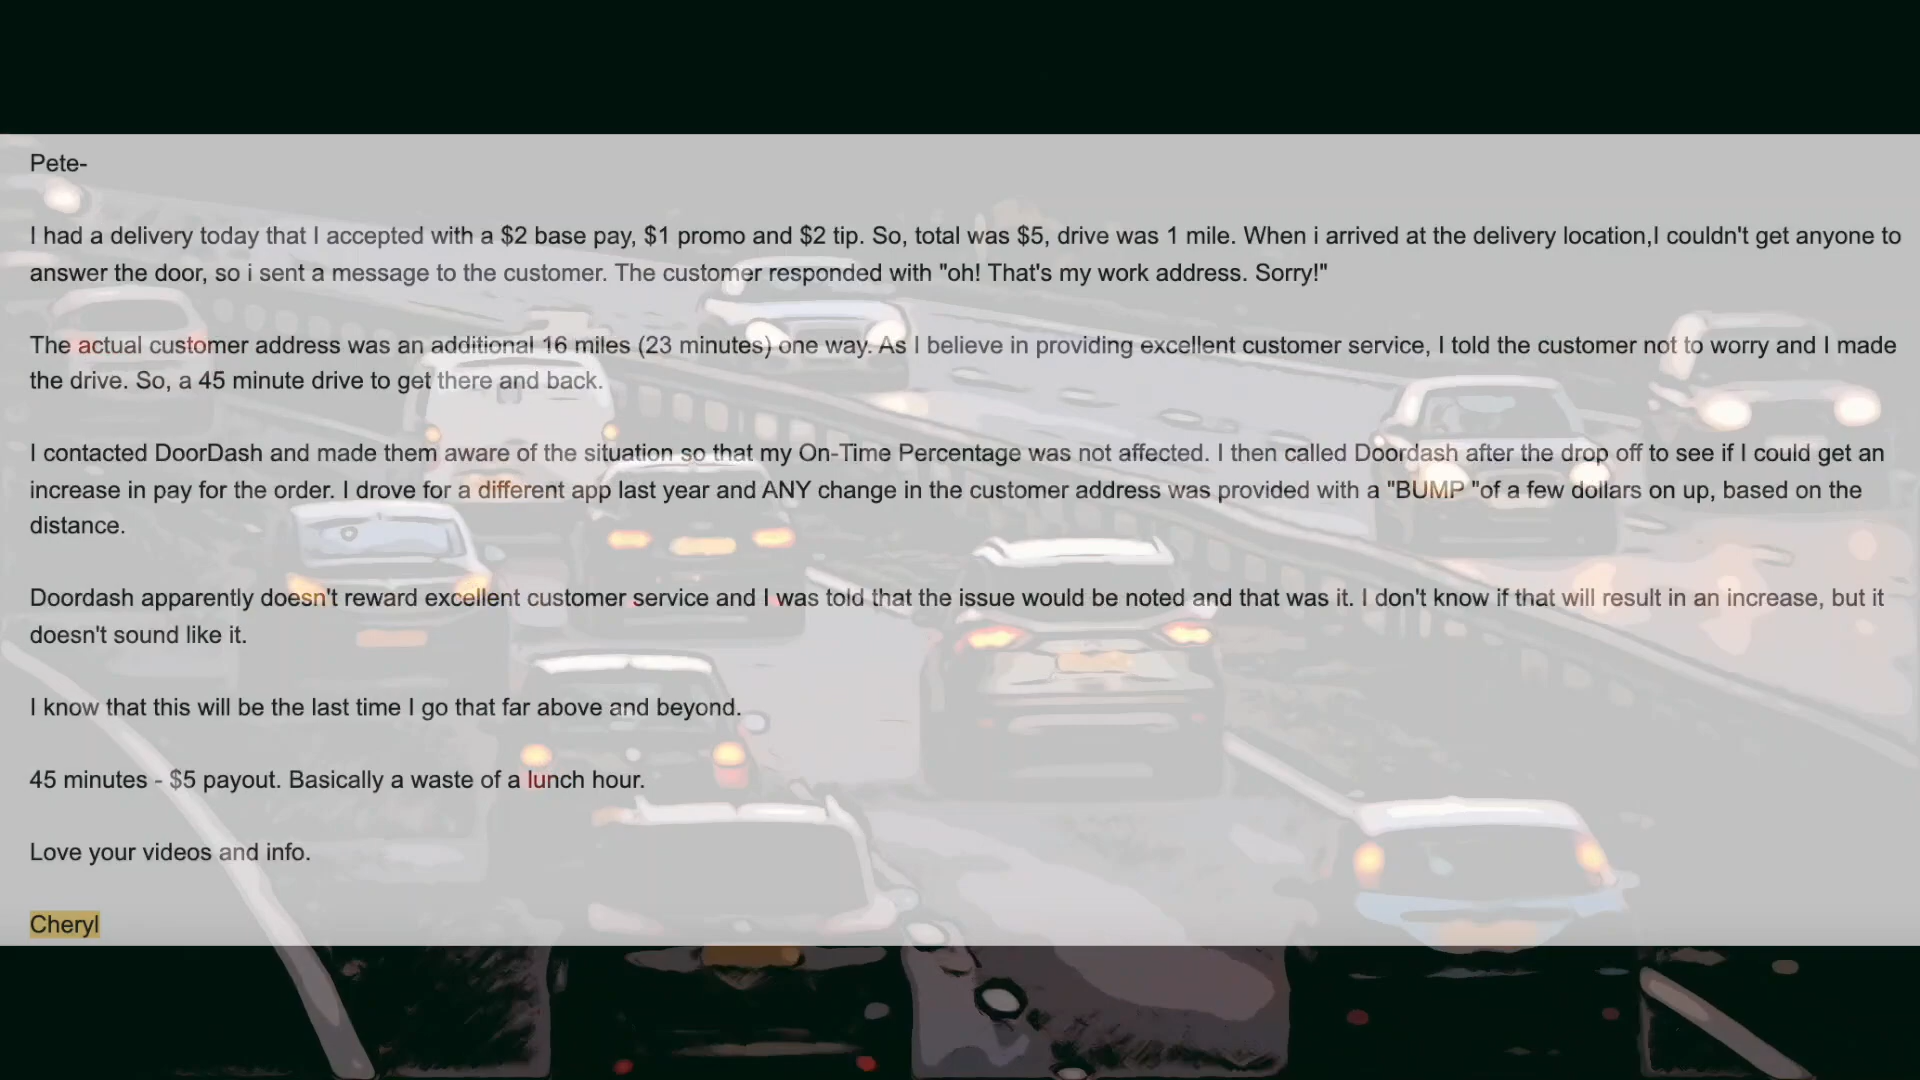 Pete-
I had a delivery today that I accepted with a $2 base pay, $1 promo and $2 tip. So, total was $5, drive was 1 mile. When i arrived at the delivery location,I couldn't get anyone to
answer the door, so i sent a message to the customer. The customer responded with "oh! That's my work address. Sorry!"
The actual customer address was an additional 16 miles (23 minutes) one way. As I believe in providing excellent customer service, I told the customer not to worry and I made
the drive. So, a 45 minute drive to get there and back.
I contacted DoorDash and made them aware of the situation so that my On-Time Percentage was not affected. I then called Doordash after the drop off to see if I could get an
increase in pay for the order. I drove for a different app last year and ANY change in the customer address was provided with a "BUMP "of a few dollars on up, based on the
distance.
Doordash apparently doesn't reward excellent customer service and I was told that the issue would be noted and that was it. I don't know if that will result in an increase, but it
doesn't sound like it.
I know that this will be the last time I go that far above and beyond.
45 minutes - $5 payout. Basically a waste of a lunch hour.
Love your videos and info.
Cheryl